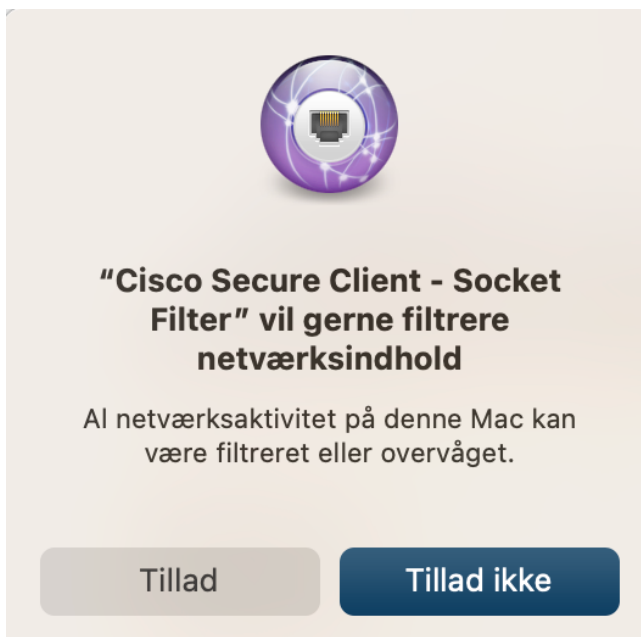 “Cisco Secure Client - Socket
Filter” vil gerne filtrere
netværksindhold
Al netværksaktivitet på denne Mac kan
være filtreret eller overvåget.
Tillad
Tillad ikke